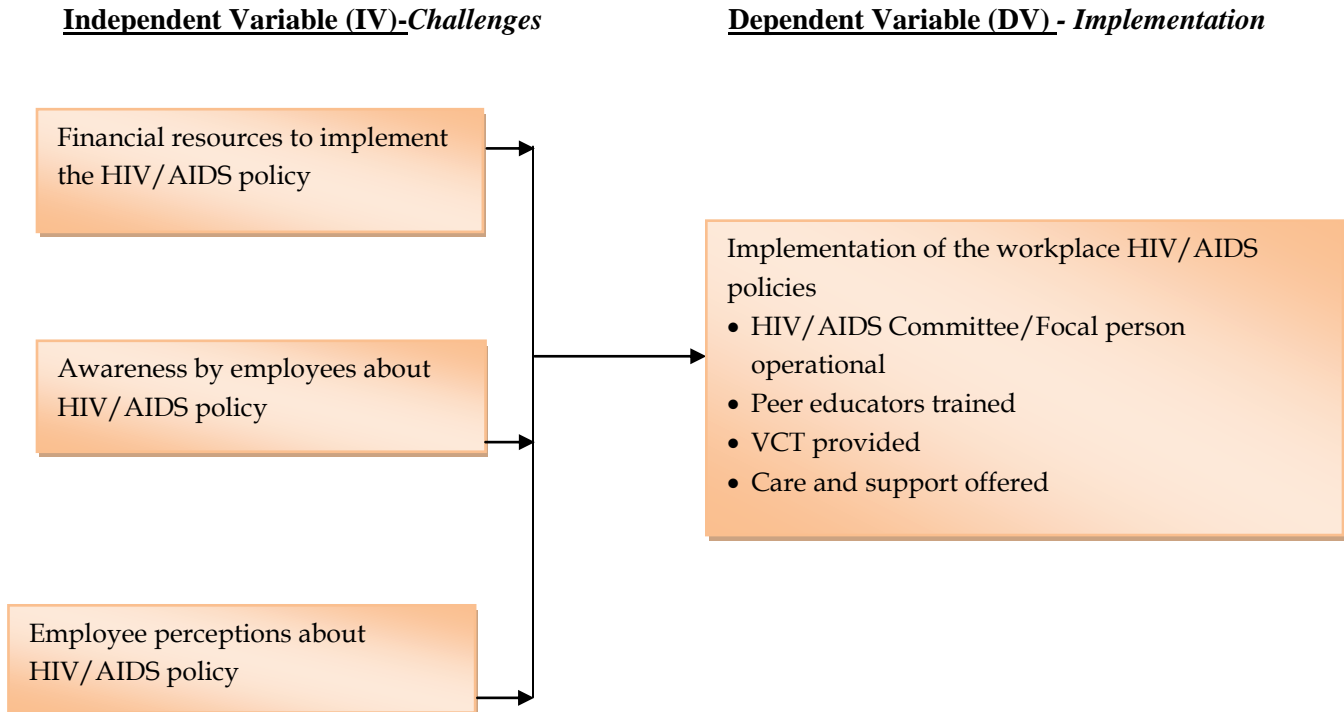 Independent Variable (IV)-Challenges
Dependent Variable (DV) - Implementation
Financial resources to implement
the HIV/AIDS policy
Awareness by employees about
HIV/AIDS policy
Employee perceptions about
HIV/AIDS policy
Implementation of the workplace HIV/AIDS
policies
• HIV/AIDS Committee/Focal person
operational
• Peer educators trained
• VCT provided
• Care and support offered